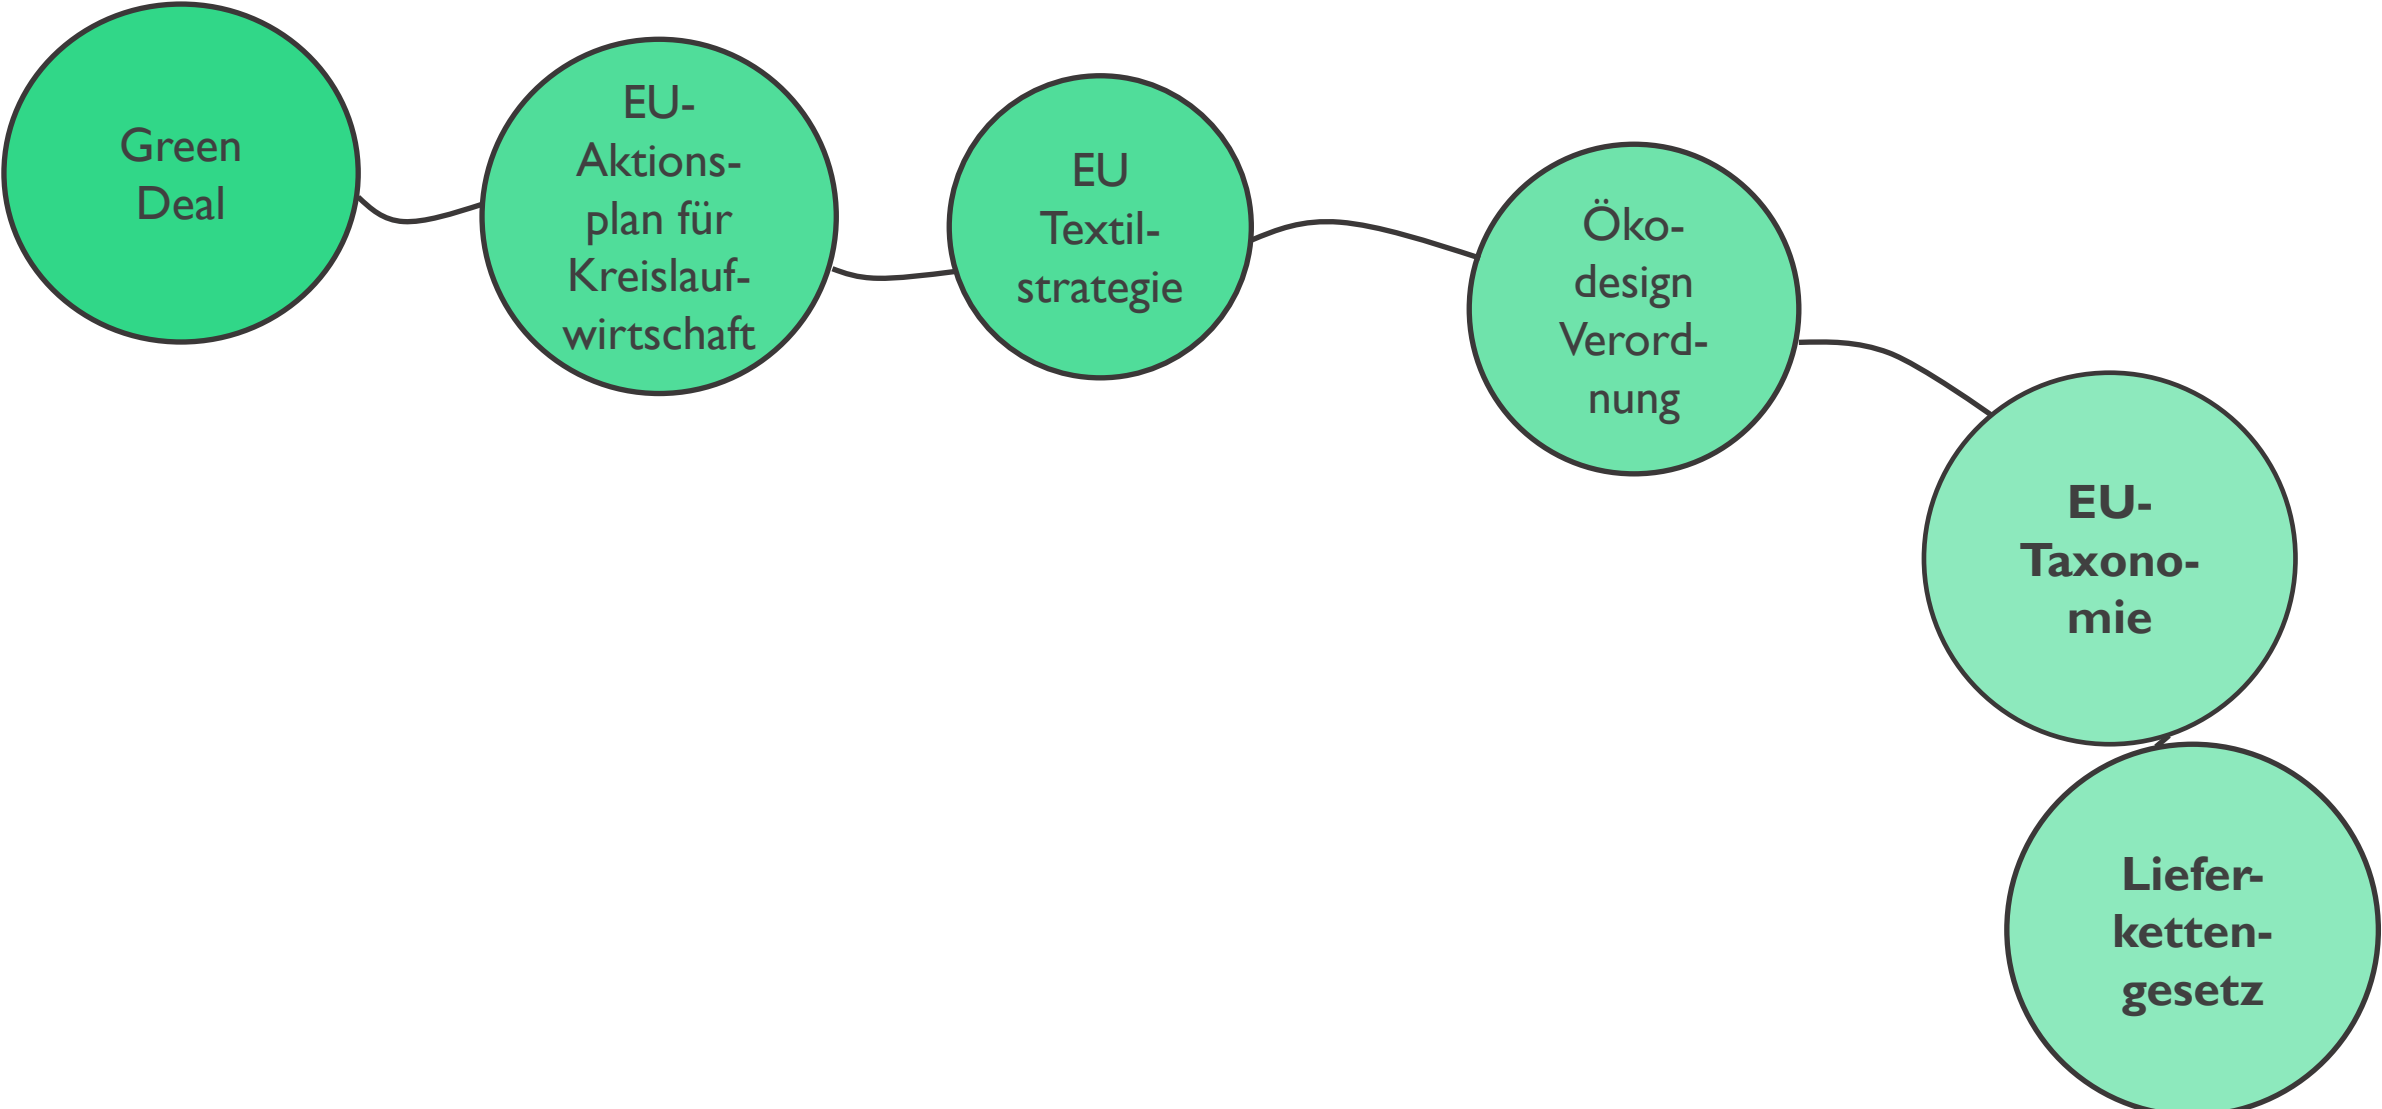 Green
Deal
EU-
Aktions-
plan für
Kreislauf-
wirtschaft
EU
Textil-
strategie
Öko-
design
Verord-
nung
EU-
Taxono-
mie
Liefer-
ketten-
gesetz